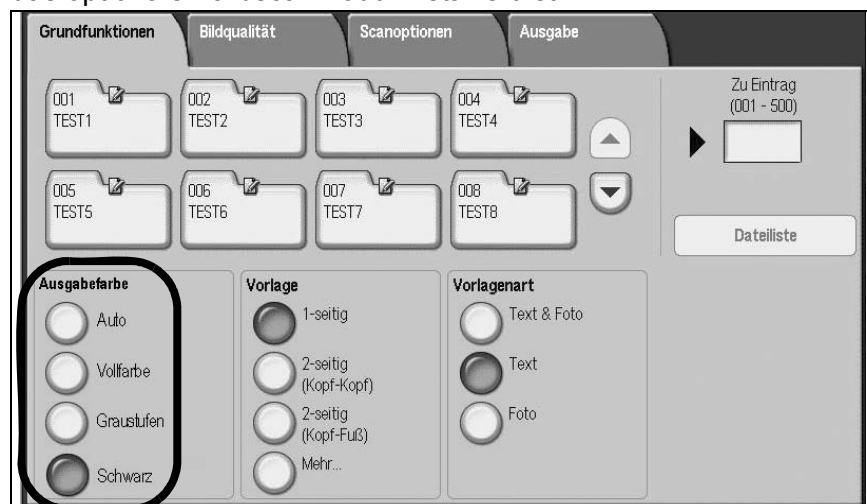 Grundfunktionen Bildqualität Scanoptionen Ausgabe
001 002 003 004
TEST1 TEST2 TEST3 TEST4
Zu Eintrag
(001 - 500)
005 006 007 008
TEST5 TEST6 TEST7 TEST8
Dateiliste
Ausgabefarbe
Auto
Vollfarbe
Graustufen
Schwarz
Vorlage
1-seitig
2-seitig
(Kopf-Kopf)
2-seitig
(Kopf-Fuß)
Mehr...
Vorlagenart
Text & Foto
Text
Foto